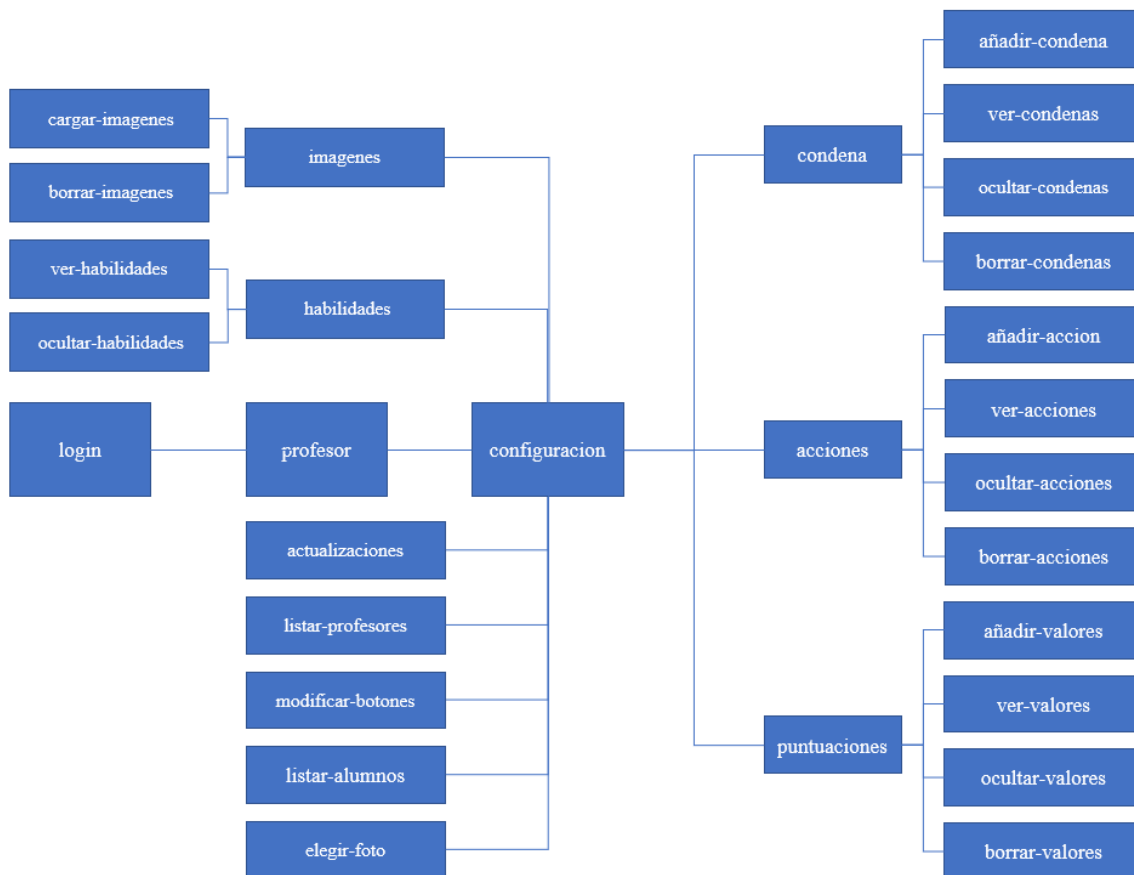 cargar-imagenes
borrar-imagenes
imagenes
ver-habilidades
ocultar-habilidades
habilidades
login
profesor
configuracion
actualizaciones
listar-profesores
modificar-botones
listar-alumnos
elegir-foto
condena
añadir-condena
ver-condenas
ocultar-condenas
borrar-condenas
acciones
añadir-accion
ver-acciones
ocultar-acciones
borrar-acciones
puntuaciones
añadir-valores
ver-valores
ocultar-valores
borrar-valores